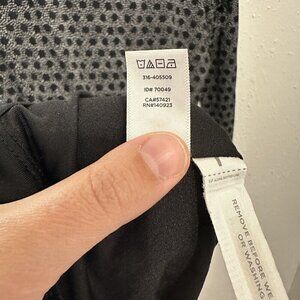 316-405509
ID# 70049
CA#57421
RN#140923
REMOVE BEFORE WE
OR WASHING